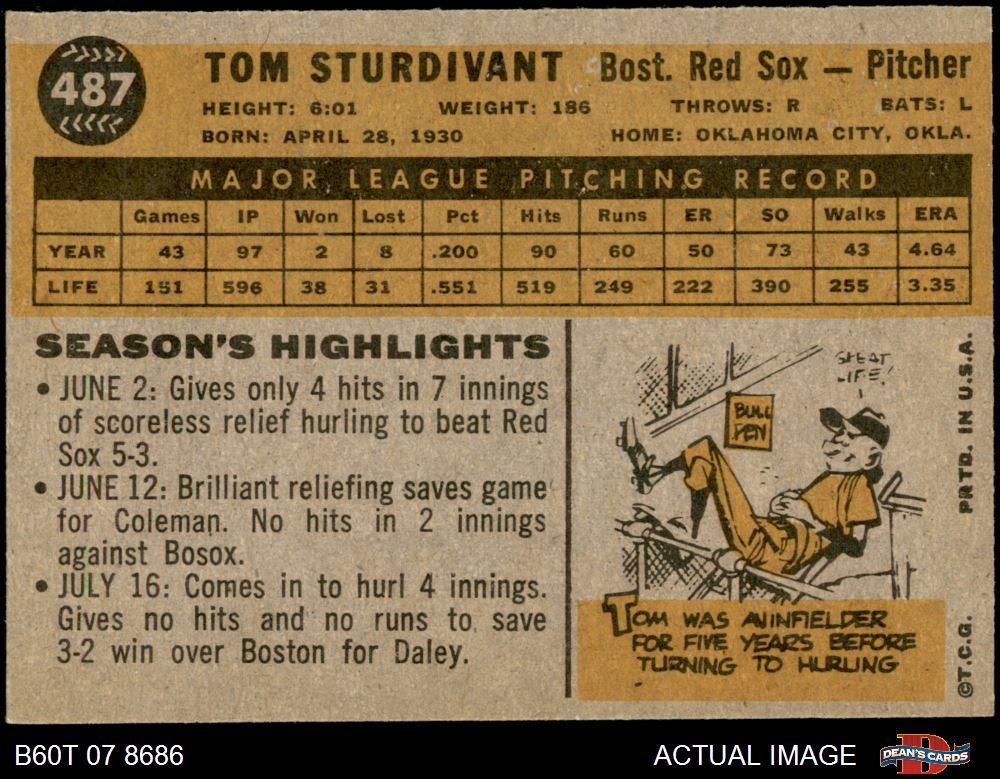 487
TOM STURDIVANT Bost. Red Sox — Pitcher
HEIGHT: 6:01 WEIGHT: 186 THROWS: R BATS: L
BORN: APRIL 28, 1930 HOME: OKLAHOMA CITY, OKLA.
MAJOR LEAGUE PITCHING RECORD
Games IP Won Lost Pct Hits Runs ER SO Walks ERA
YEAR 43 97 2 8 .200 90 60 50 73 43 4.64
LIFE 151 596 38 31 .551 519 249 222 390 255 3.35
SEASON'S HIGHLIGHTS
• JUNE 2: Gives only 4 hits in 7 innings
of scoreless relief hurling to beat Red
Sox 5-3.
• JUNE 12: Brilliant reliefing saves game
for Coleman. No hits in 2 innings
against Bosox.
• JULY 16: Comes in to hurl 4 innings.
Gives no hits and no runs to save
3-2 win over Boston for Daley.
LIFE!
BULL
PEN
TOM WAS AN INFIELDER
FOR FIVE YEARS BEFORE
TURNING TO HURLING
©T.C.G. PRTD. IN U.S.A.
B60T 07 8686 ACTUAL IMAGE
DEAN'S CARDS